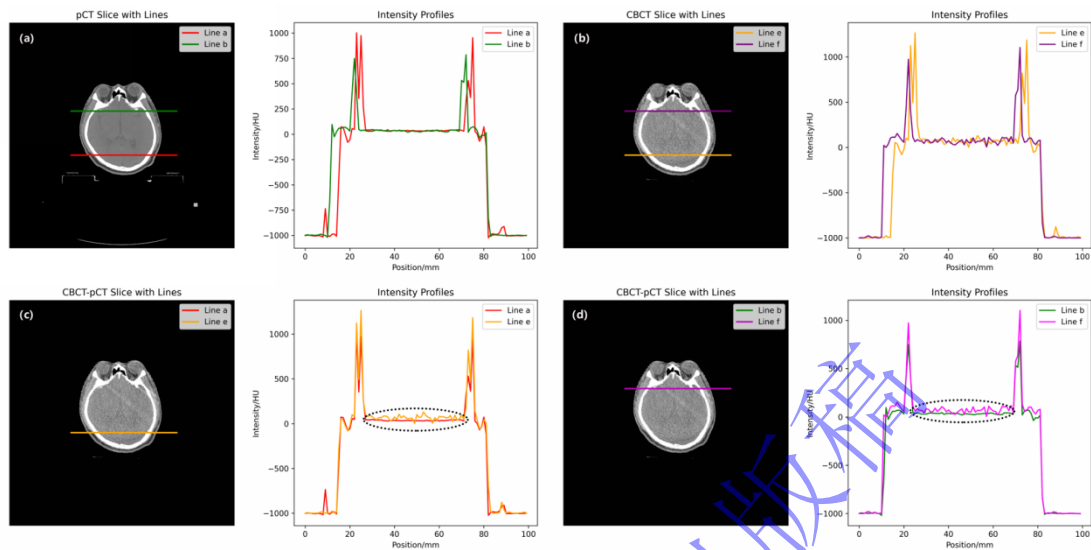 pCT Slice with Lines
(a)
Line a
Line b
Intensity Profiles
Line a
Line b
Intensity/HU
1000
750
500
250
0
−250
−500
−750
−1000
0 20 40 60 80 100
Position/mm
CBCT Slice with Lines
(b)
Line e
Line f
Intensity Profiles
Line e
Line f
Intensity/HU
1000
500
0
−500
−1000
0 20 40 60 80 100
Position/mm
CBCT-pCT Slice with Lines
(c)
Line a
Line e
Intensity Profiles
Line a
Line e
Intensity/HU
1000
500
0
−500
−1000
0 20 40 60 80 100
Position/mm
CBCT-pCT Slice with Lines
(d)
Line b
Line f
Intensity Profiles
Line b
Line f
Intensity/HU
1000
500
0
−500
−1000
0 20 40 60 80 100
Position/mm
版稿